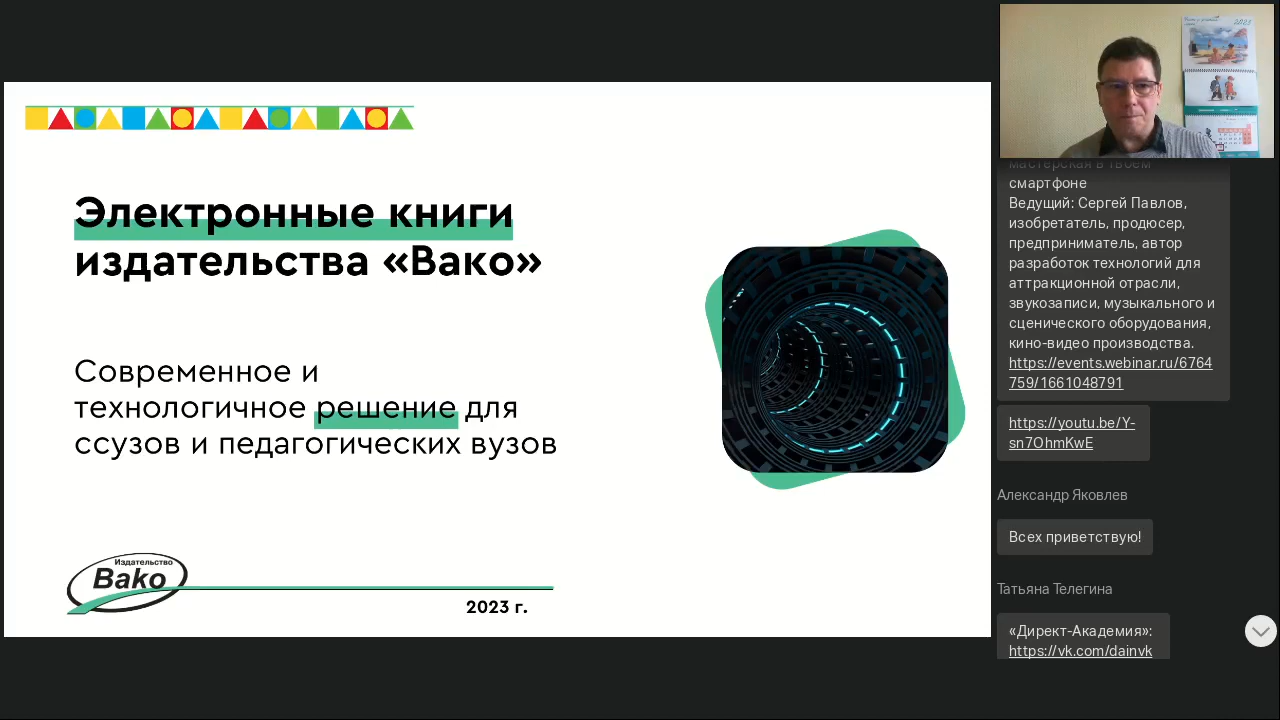 Электронные книги
издательства «Вако»
Современное и
технологичное решение для
ссузов и педагогических вузов
Издательство
Вако
2023 г.
2023
мастерская в твоем
смартфоне
Ведущий: Сергей Павлов,
изобретатель, продюсер,
предприниматель, автор
разработок технологий для
аттракционной отрасли,
звукозаписи, музыкального и
сценического оборудования,
кино-видео производства.
https://events.webinar.ru/6764
759/1661048791
https://youtu.be/Y-
sn7OhmKwE
Александр Яковлев
Всех приветствую!
Татьяна Телегина
«Директ-Академия»:
https://vk.com/dainvk